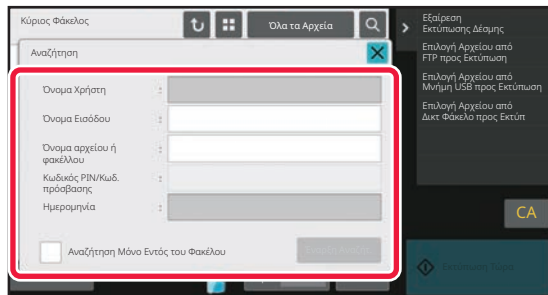 Κύριος Φάκελος
Όλα τα Αρχεία
Αναζήτηση
Όνομα Χρήστη :
Όνομα Εισόδου :
Όνομα αρχείου ή :
φακέλλου
Κωδικός PIN/Κωδ. :
πρόσβασης
Ημερομηνία :
Αναζήτηση Μόνο Εντός του Φακέλου
Εξαίρεση
Εκτύπωσης Δέσμης
Επιλογή Αρχείου από
FTP προς Εκτύπωση
Επιλογή Αρχείου από
Μνήμη USB προς Εκτύπωση
Επιλογή Αρχείου από
Δικτ Φάκελο προς Εκτύπ
CA
Εκτύπωση Τώρα